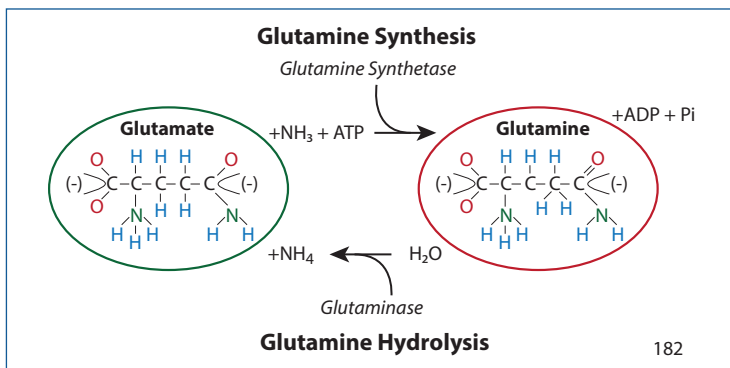 Glutamine Synthesis
Glutamine Synthetase
Glutamate
+NH₃ + ATP
Glutamine
+ADP + Pi
O H H H O
(-) C-C-C-C-C (-)
O N H H N
H H H H H
O H H H O
(-) C-C-C-C-C (-)
O N H H N
H H H H H
+NH₄
H₂O
Glutaminase
Glutamine Hydrolysis
182